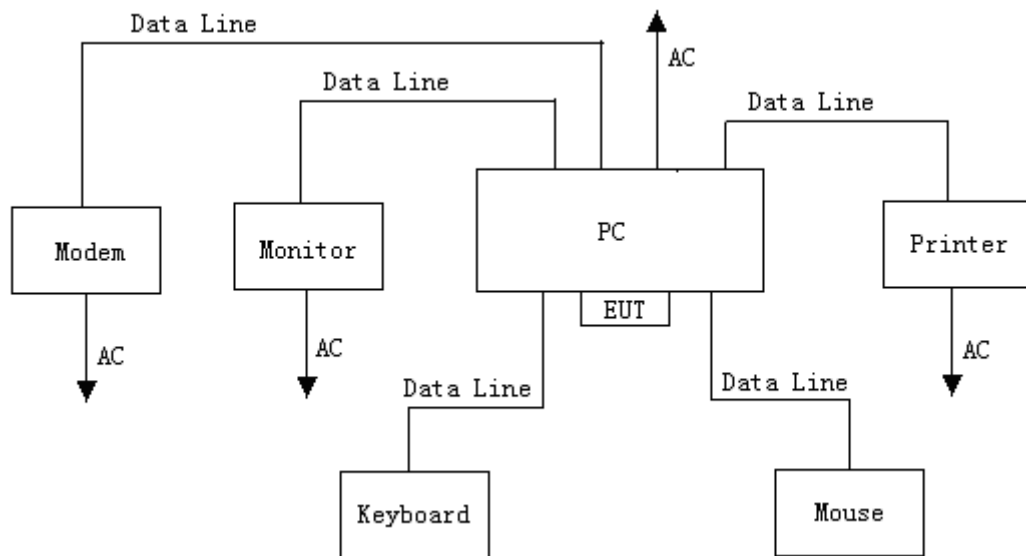 Data Line
AC
Data Line
Data Line
PC
Modem
Monitor
Printer
EUT
AC
AC
AC
Data Line
Data Line
Keyboard
Mouse